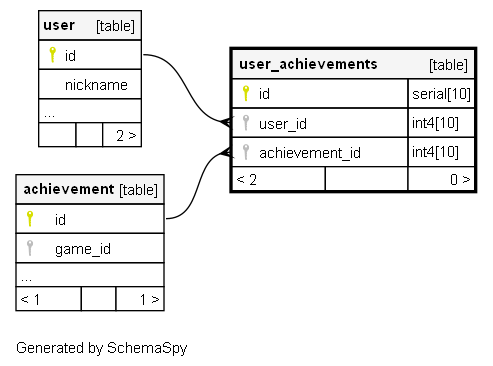 user [table]
id
nickname
...
2 >
user_achievements [table]
id serial[10]
user_id int4[10]
achievement_id int4[10]
< 2 0 >
achievement [table]
id
game_id
...
< 1 1 >
Generated by SchemaSpy